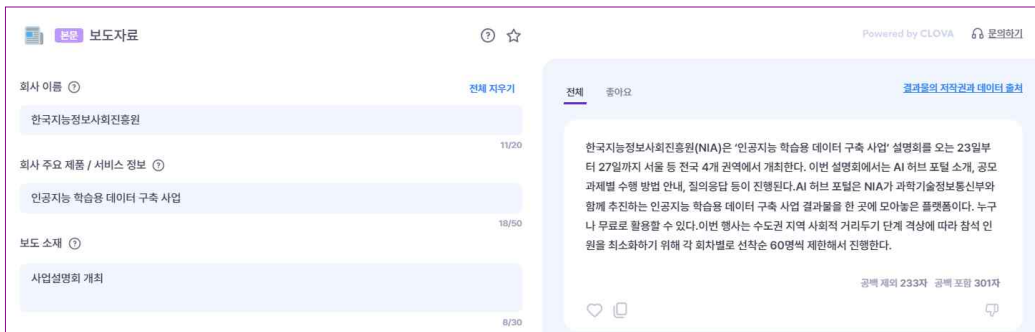 본문 보도자료
Powered by CLOVA 문의하기
회사 이름
전체 지우기
한국지능정보사회진흥원
11/20
회사 주요 제품 / 서비스 정보
인공지능 학습용 데이터 구축 사업
18/50
보도 소재
사업설명회 개최
8/30
전체 좋아요
결과물의 저작권과 데이터 출처
한국지능정보사회진흥원(NIA)은 ‘인공지능 학습용 데이터 구축 사업’ 설명회를 오는 23일부
터 27일까지 서울 등 전국 4개 권역에서 개최한다. 이번 설명회에서는 AI 허브 포털 소개, 공모
과제별 수행 방법 안내, 질의응답 등이 진행된다.AI 허브 포털은 NIA가 과학기술정보통신부와
함께 추진하는 인공지능 학습용 데이터 구축 사업 결과물을 한 곳에 모아놓은 플랫폼이다. 누구
나 무료로 활용할 수 있다.이번 행사는 수도권 지역 사회적 거리두기 단계 격상에 따라 참석 인
원을 최소화하기 위해 각 회차별로 선착순 60명씩 제한해서 진행한다.
공백 제외 233자 공백 포함 301자